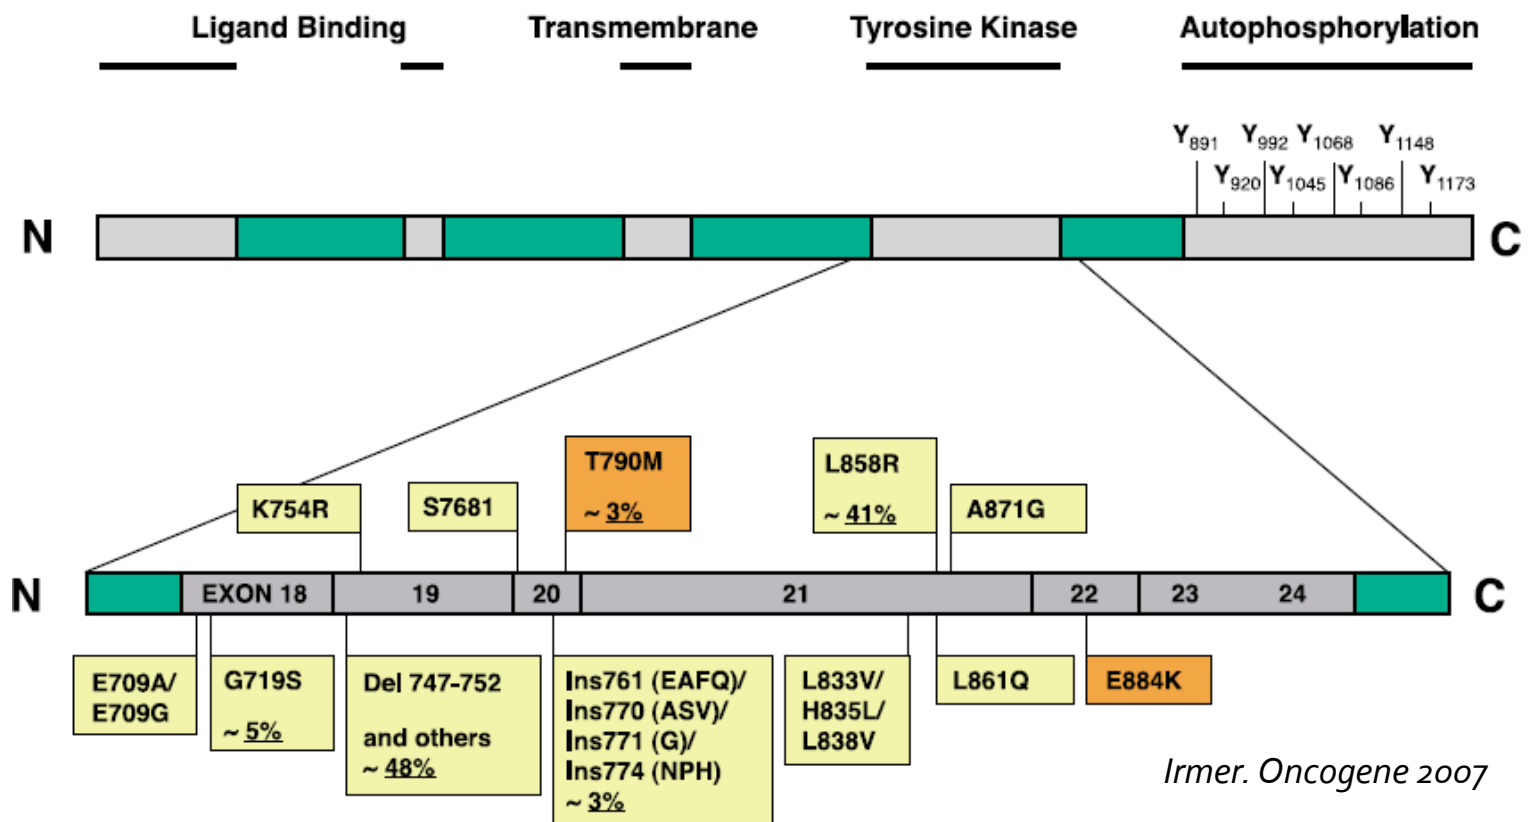 Ligand Binding Transmembrane Tyrosine Kinase Autophosphorylation
Y891 Y992 Y1068 Y1148
Y920 Y1045 Y1086 Y1173
N C
T790M
~ 3%
L858R
~ 41%
K754R
S7681
A871G
N EXON 18 19 20 21 22 23 24 C
E709A/
E709G
G719S
~ 5%
Del 747-752
and others
~ 48%
Ins761 (EAFQ)/
Ins770 (ASV)/
Ins771 (G)/
Ins774 (NPH)
~ 3%
L833V/
H835L/
L838V
L861Q
E884K
Irmer. Oncogene 2007